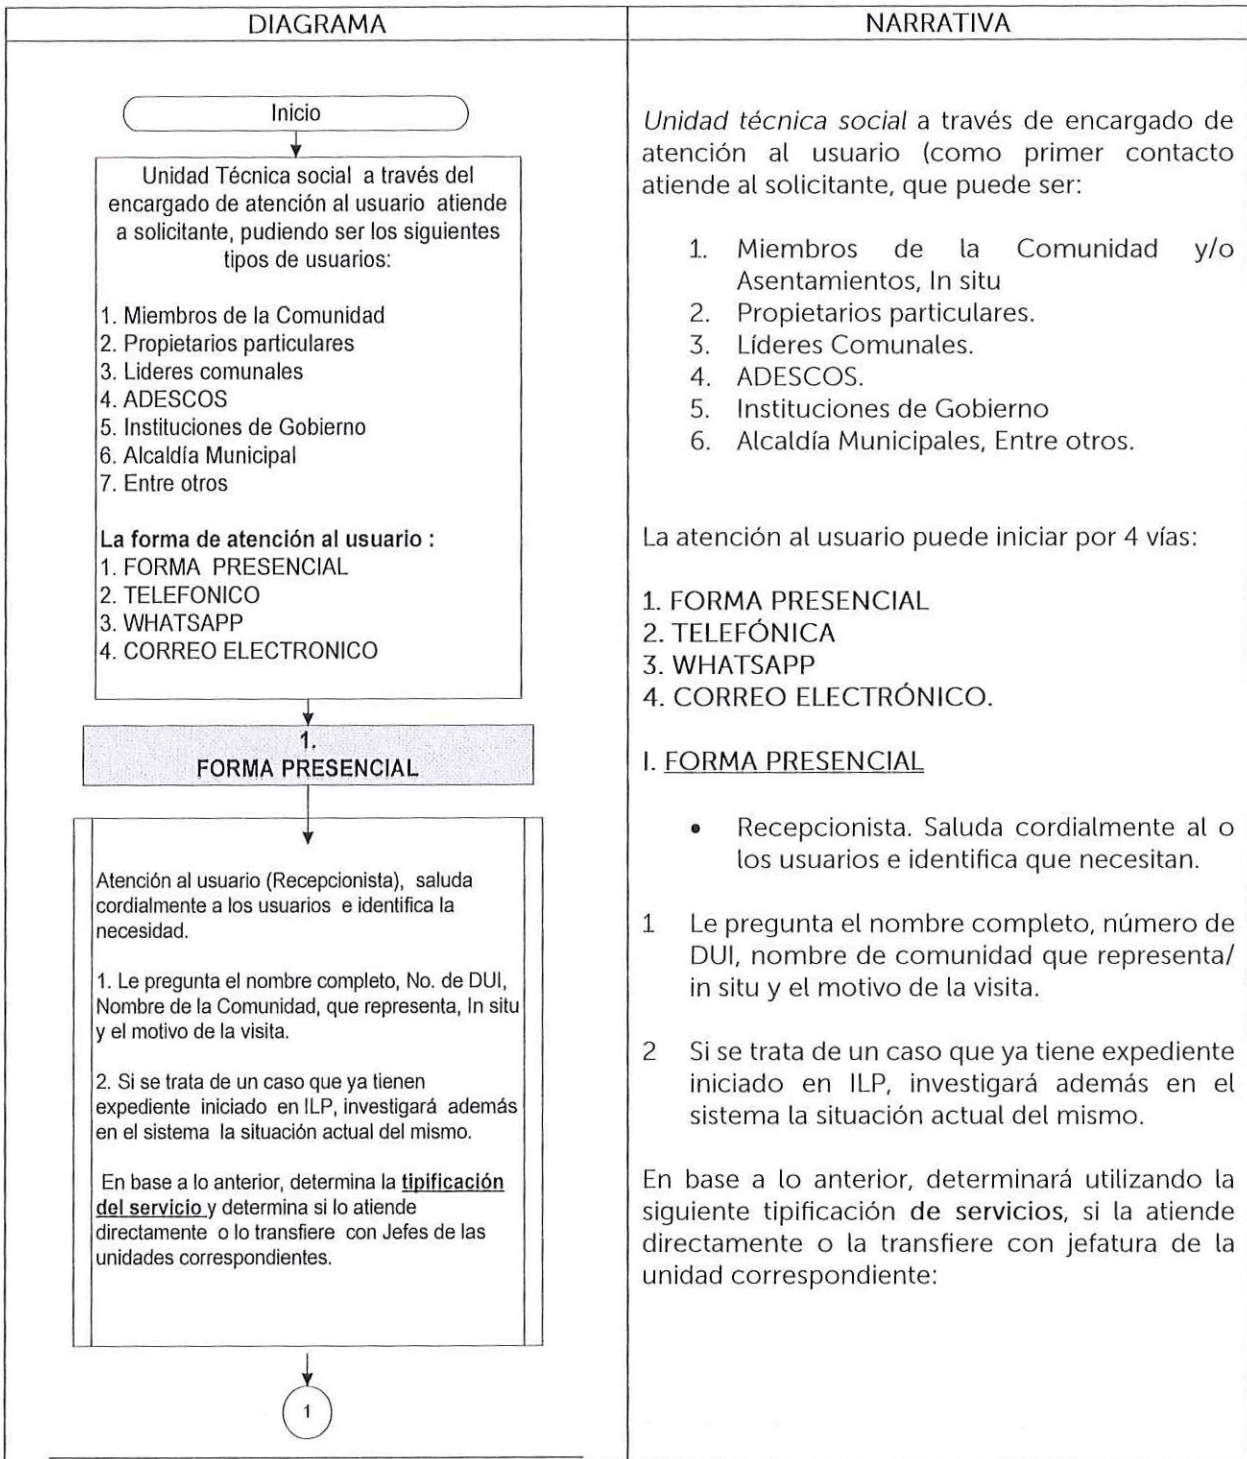 DIAGRAMA
NARRATIVA
Inicio
Unidad Técnica social a través del
encargado de atención al usuario atiende
a solicitante, pudiendo ser los siguientes
tipos de usuarios:
1. Miembros de la Comunidad
2. Propietarios particulares
3. Lideres comunales
4. ADESCOS
5. Instituciones de Gobierno
6. Alcaldía Municipal
7. Entre otros
La forma de atención al usuario :
1. FORMA PRESENCIAL
2. TELEFONICO
3. WHATSAPP
4. CORREO ELECTRONICO
1.
FORMA PRESENCIAL
Atención al usuario (Recepcionista), saluda
cordialmente a los usuarios e identifica la
necesidad.
1. Le pregunta el nombre completo, No. de DUI,
Nombre de la Comunidad, que representa, In situ
y el motivo de la visita.
2. Si se trata de un caso que ya tienen
expediente iniciado en ILP, investigará además
en el sistema la situación actual del mismo.
En base a lo anterior, determina la tipificación
del servicio y determina si lo atiende
directamente o lo transfiere con Jefes de las
unidades correspondientes.
1
Unidad técnica social a través de encargado de
atención al usuario (como primer contacto
atiende al solicitante, que puede ser:
1. Miembros de la Comunidad y/o
Asentamientos, In situ
2. Propietarios particulares.
3. Líderes Comunales.
4. ADESCOS.
5. Instituciones de Gobierno
6. Alcaldía Municipales, Entre otros.
La atención al usuario puede iniciar por 4 vías:
1. FORMA PRESENCIAL
2. TELEFÓNICA
3. WHATSAPP
4. CORREO ELECTRÓNICO.
I. FORMA PRESENCIAL
• Recepcionista. Saluda cordialmente al o
los usuarios e identifica que necesitan.
1 Le pregunta el nombre completo, número de
DUI, nombre de comunidad que representa/
in situ y el motivo de la visita.
2 Si se trata de un caso que ya tiene expediente
iniciado en ILP, investigará además en el
sistema la situación actual del mismo.
En base a lo anterior, determinará utilizando la
siguiente tipificación de servicios, si la atiende
directamente o la transfiere con jefatura de la
unidad correspondiente: